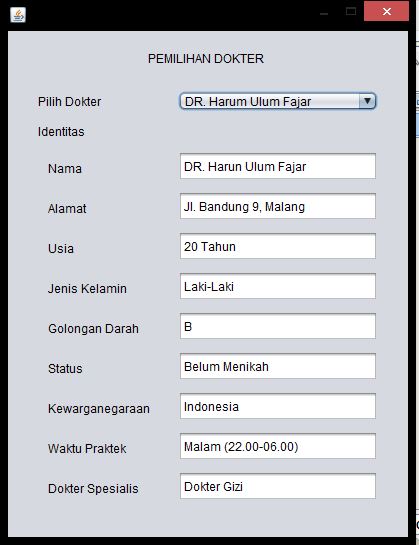 PEMILIHAN DOKTER
Pilih Dokter DR. Harum Ulum Fajar
Identitas
Nama DR. Harun Ulum Fajar
Alamat Jl. Bandung 9, Malang
Usia 20 Tahun
Jenis Kelamin Laki-Laki
Golongan Darah B
Status Belum Menikah
Kewarganegaraan Indonesia
Waktu Praktek Malam (22.00-06.00)
Dokter Spesialis Dokter Gizi